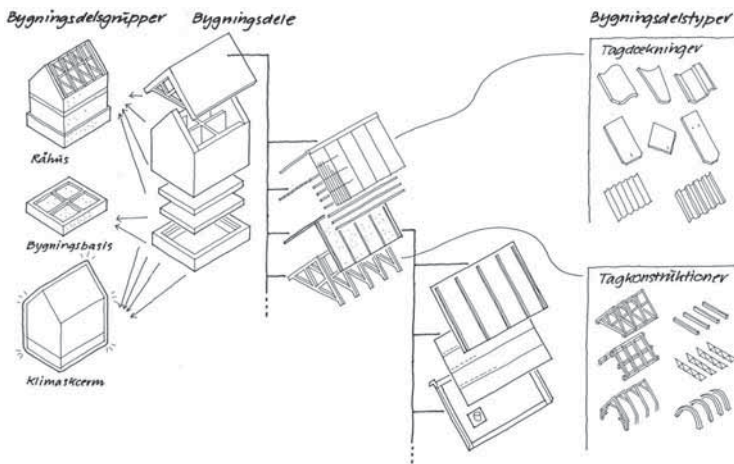 Bygningsdelsgrupper
Bygningsdele
Bygningsdelstyper
Råhus
Bygningsbasis
Klimaskærm
Tagdækninger
Tagkonstruktioner